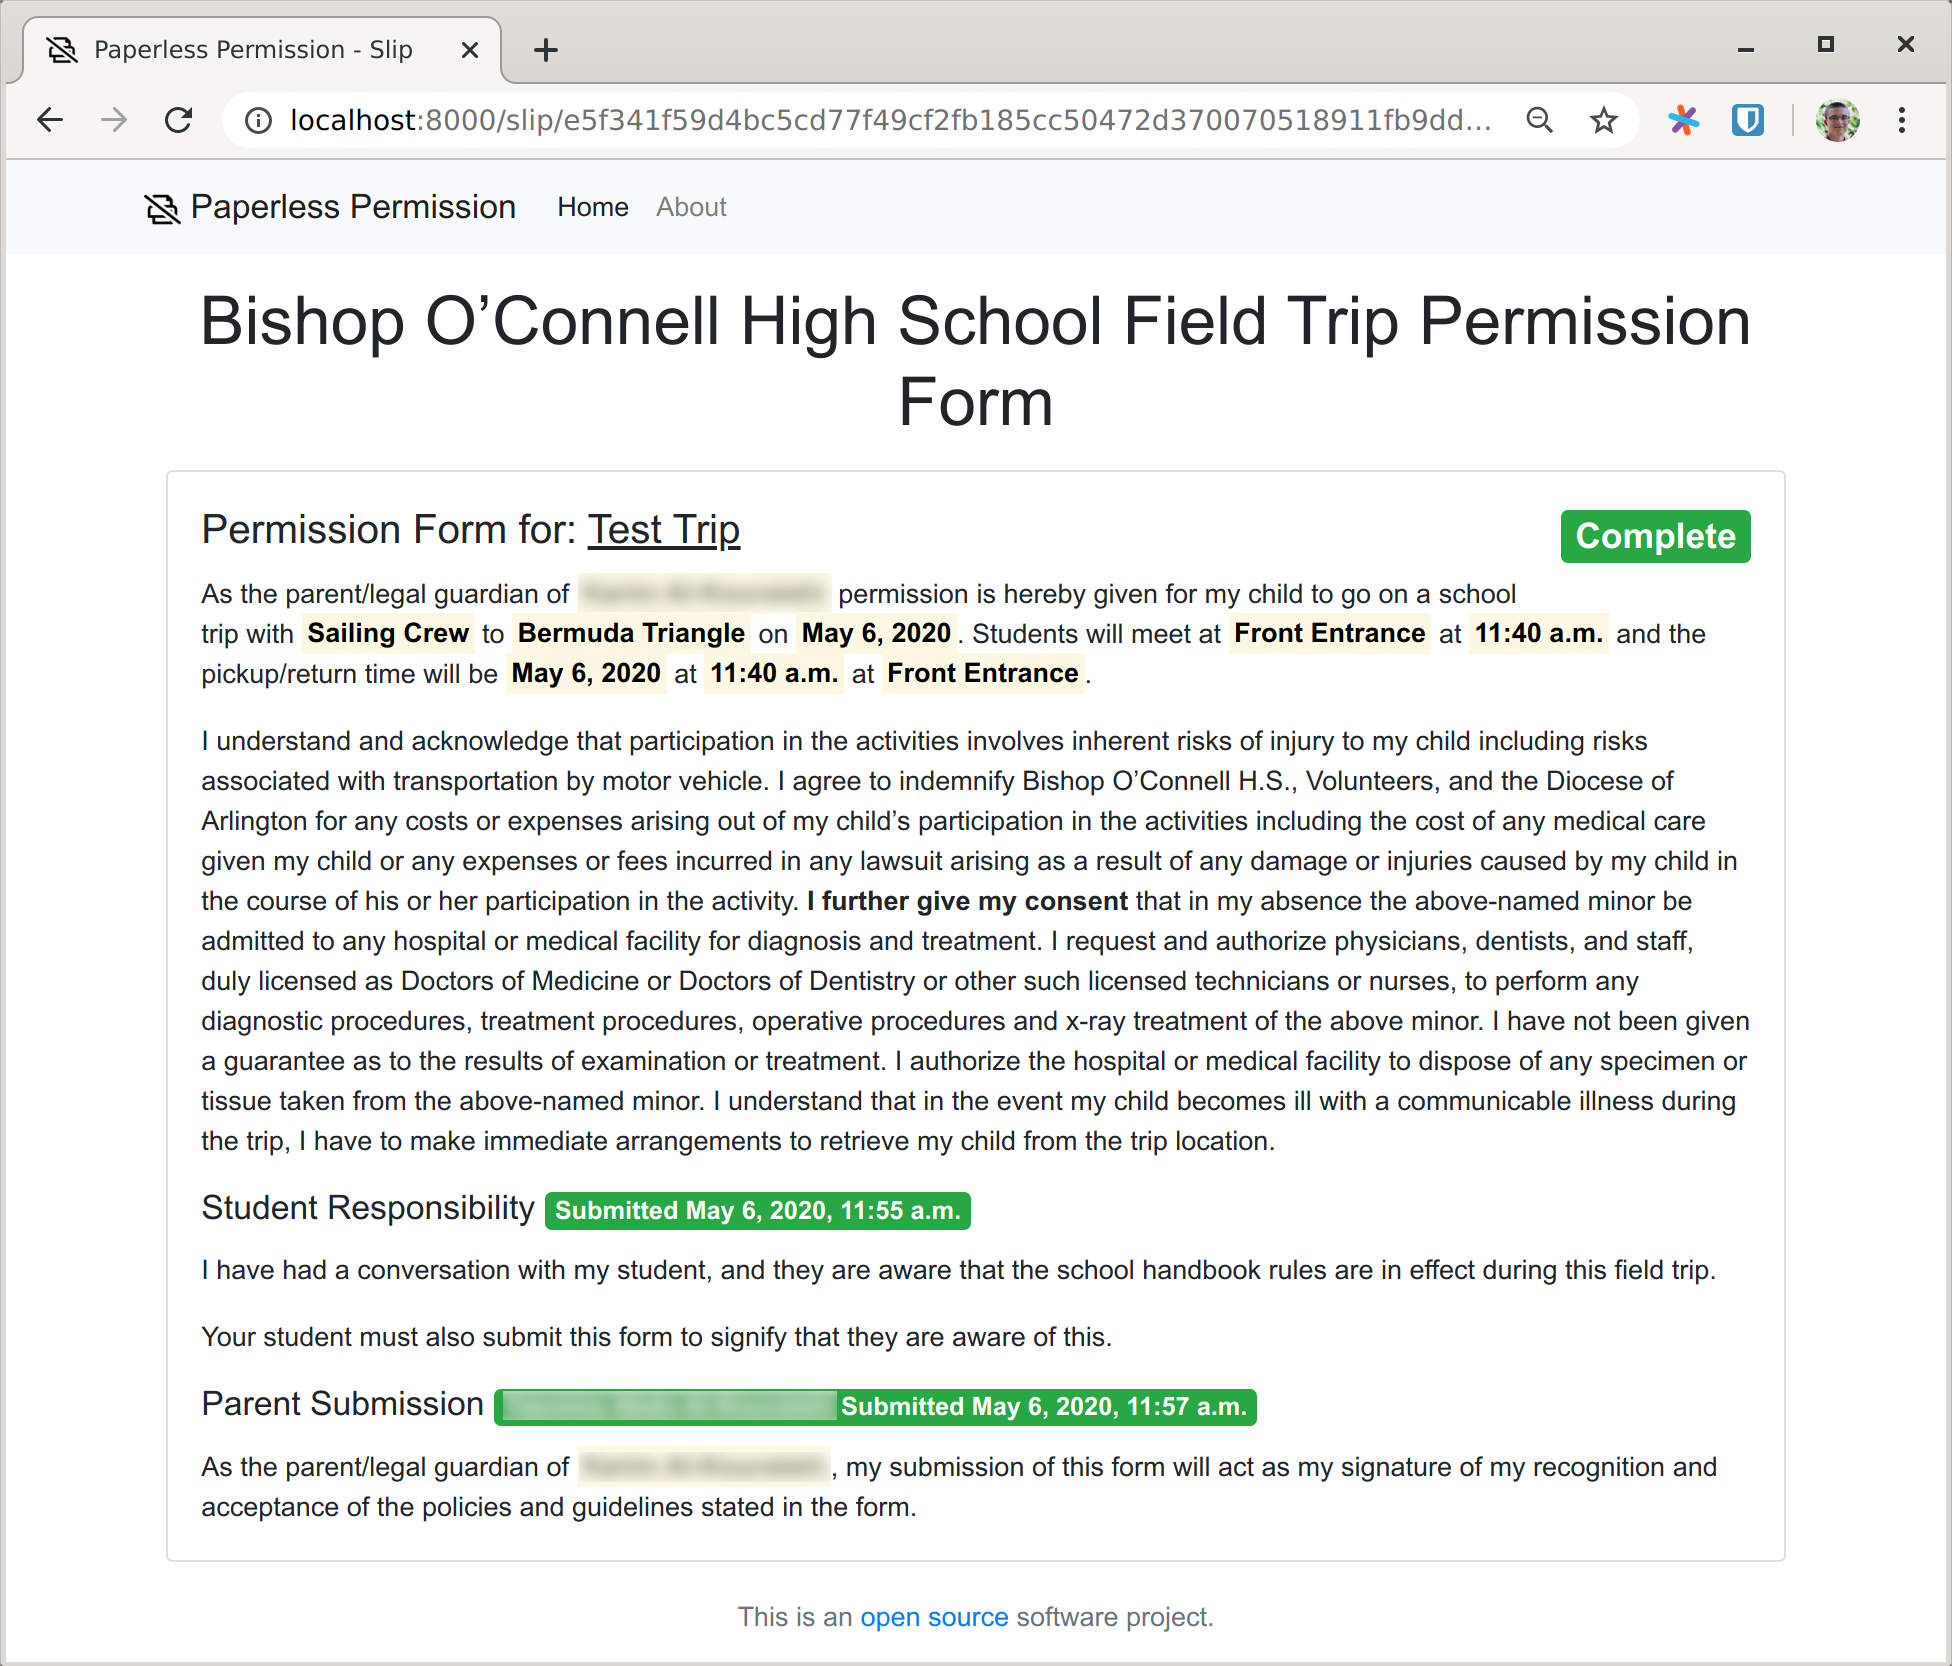 Paperless Permission - Slip
localhost:8000/slip/e5f341f59d4bc5cd77f49cf2fb185cc50472d370070518911fb9dd...
Paperless Permission Home About
Bishop O’Connell High School Field Trip Permission
Form
Permission Form for: Test Trip
Complete
As the parent/legal guardian of permission is hereby given for my child to go on a school
trip with Sailing Crew to Bermuda Triangle on May 6, 2020. Students will meet at Front Entrance at 11:40 a.m. and the
pickup/return time will be May 6, 2020 at 11:40 a.m. at Front Entrance.
I understand and acknowledge that participation in the activities involves inherent risks of injury to my child including risks
associated with transportation by motor vehicle. I agree to indemnify Bishop O’Connell H.S., Volunteers, and the Diocese of
Arlington for any costs or expenses arising out of my child’s participation in the activities including the cost of any medical care
given my child or any expenses or fees incurred in any lawsuit arising as a result of any damage or injuries caused by my child in
the course of his or her participation in the activity. I further give my consent that in my absence the above-named minor be
admitted to any hospital or medical facility for diagnosis and treatment. I request and authorize physicians, dentists, and staff,
duly licensed as Doctors of Medicine or Doctors of Dentistry or other such licensed technicians or nurses, to perform any
diagnostic procedures, treatment procedures, operative procedures and x-ray treatment of the above minor. I have not been given
a guarantee as to the results of examination or treatment. I authorize the hospital or medical facility to dispose of any specimen or
tissue taken from the above-named minor. I understand that in the event my child becomes ill with a communicable illness during
the trip, I have to make immediate arrangements to retrieve my child from the trip location.
Student Responsibility Submitted May 6, 2020, 11:55 a.m.
I have had a conversation with my student, and they are aware that the school handbook rules are in effect during this field trip.
Your student must also submit this form to signify that they are aware of this.
Parent Submission Submitted May 6, 2020, 11:57 a.m.
As the parent/legal guardian of , my submission of this form will act as my signature of my recognition and
acceptance of the policies and guidelines stated in the form.
This is an open source software project.